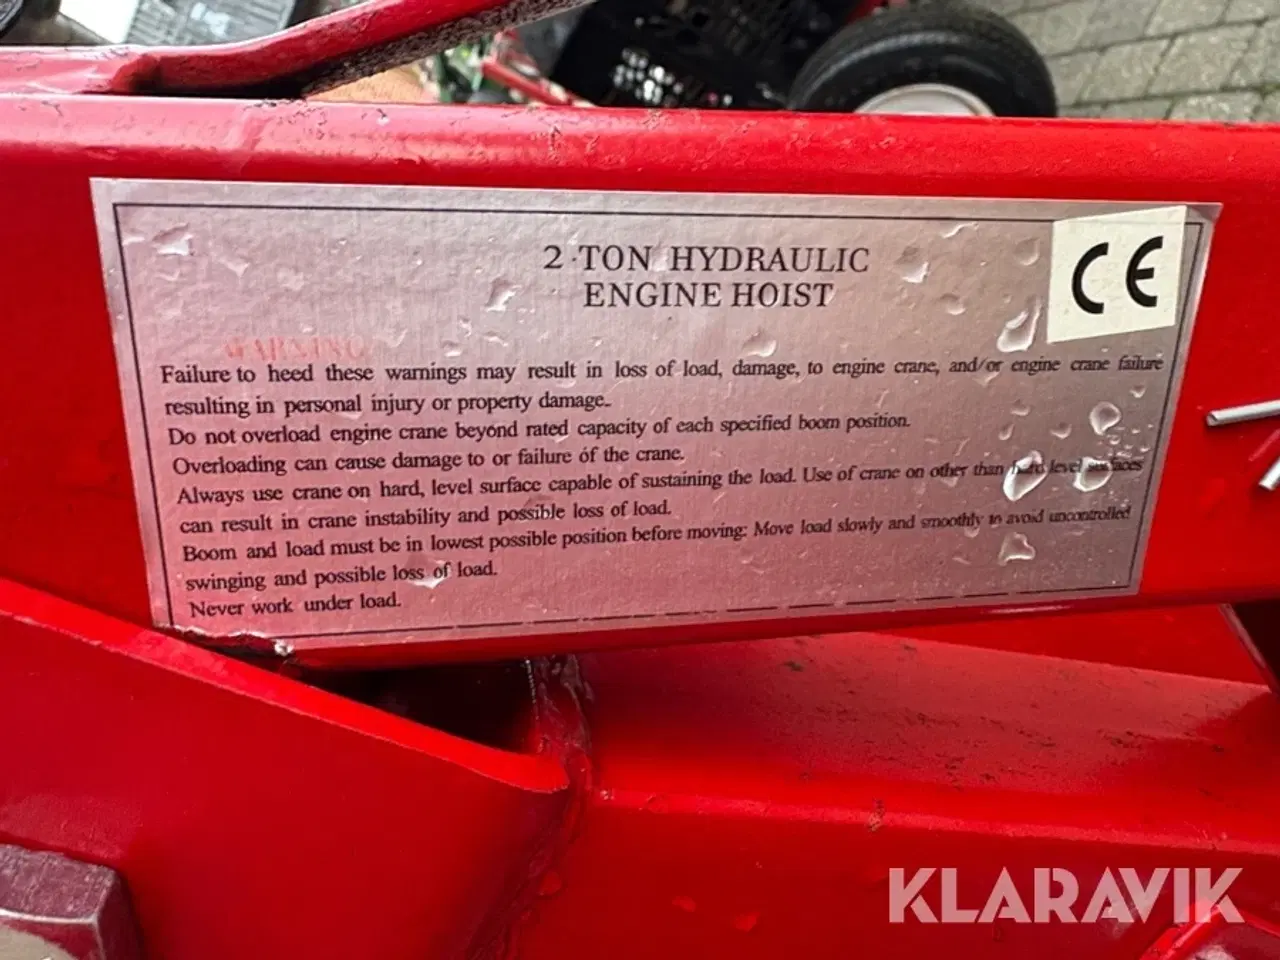 2-TON HYDRAULIC
ENGINE HOIST
CE
WARNING
Failure to heed these warnings may result in loss of load, damage, to engine crane, and/or engine crane failure
resulting in personal injury or property damage.
Do not overload engine crane beyond rated capacity of each specified boom position.
Overloading can cause damage to or failure of the crane.
Always use crane on hard, level surface capable of sustaining the load. Use of crane on other than hard level surfaces
can result in crane instability and possible loss of load.
Boom and load must be in lowest possible position before moving: Move load slowly and smoothly to avoid uncontrolled
swinging and possible loss of load.
Never work under load.
KLARAVIK